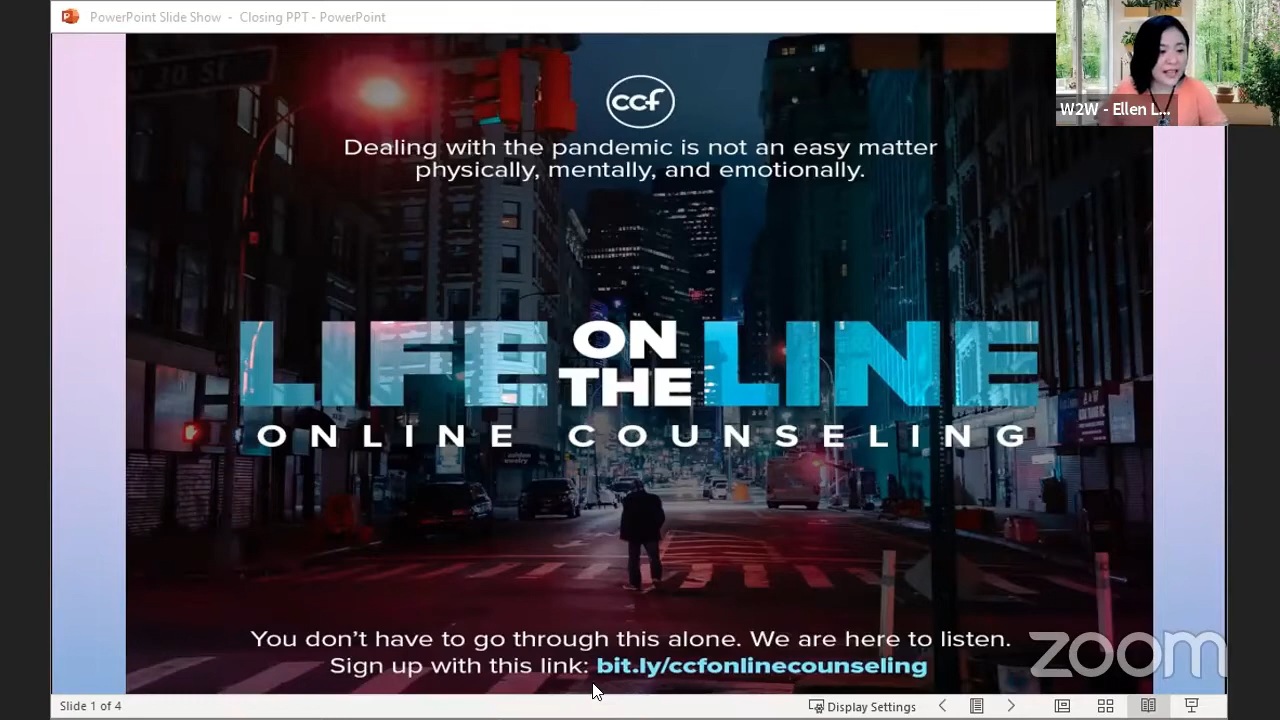 PowerPoint Slide Show - Closing PPT - PowerPoint
W2W - Ellen L...
W 30 St
ccf
Dealing with the pandemic is not an easy matter
physically, mentally, and emotionally.
LIFE ON THE LINE
ONLINE COUNSELING
You don't have to go through this alone. We are here to listen.
Sign up with this link: bit.ly/ccfonlinecounseling
zoom
Slide 1 of 4
Display Settings